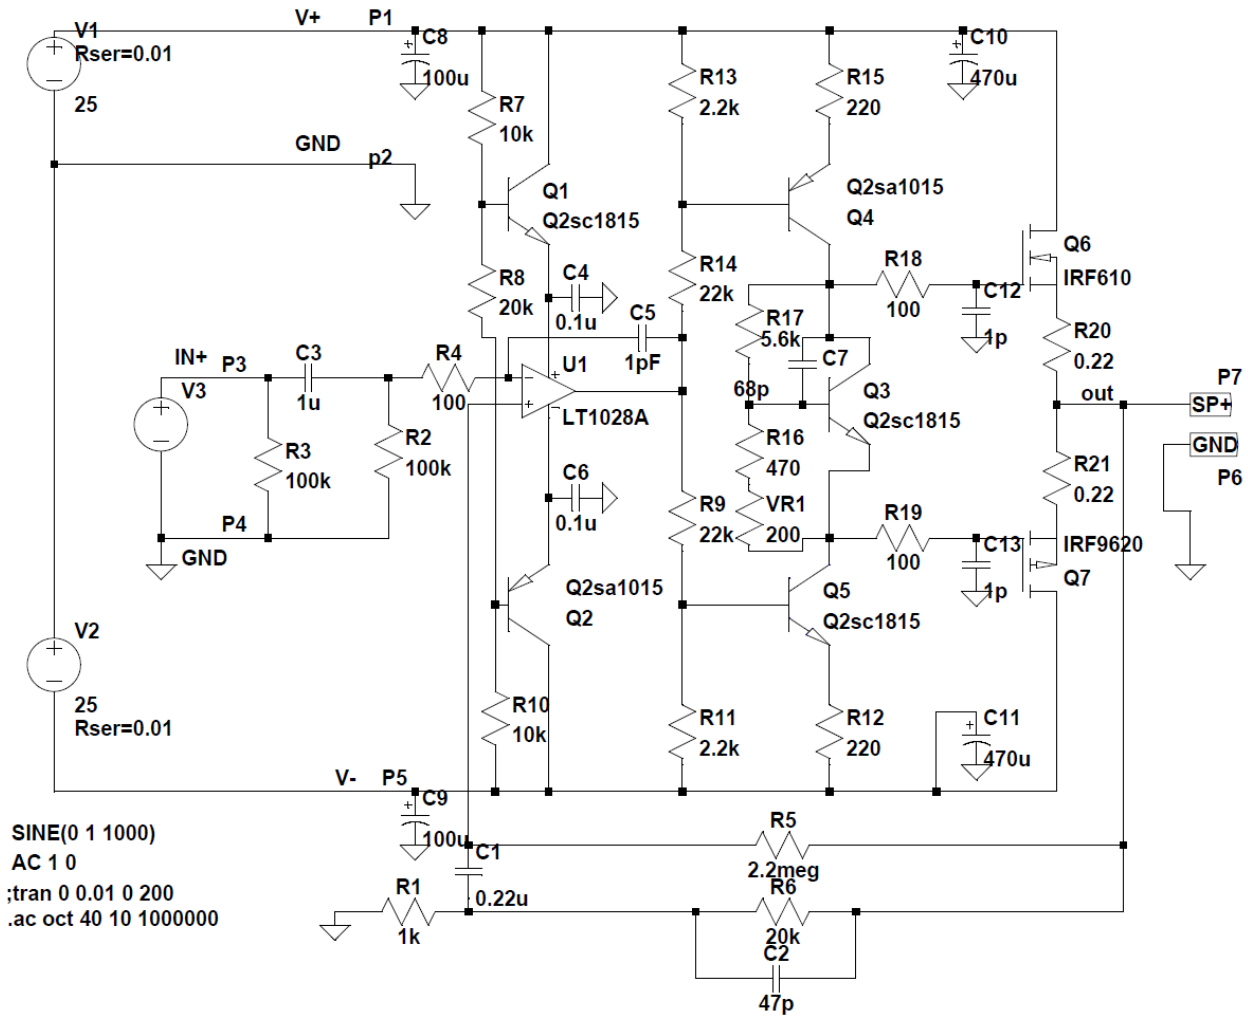 V+ P1
V1
Rser=0.01
25
C8
100u
R7
10k
R13
2.2k
R15
220
C10
470u
GND p2
Q1
Q2sc1815
Q2sa1015
Q4
R8
20k
C4
0.1u
R14
22k
C5
1pF
R18
100
Q6
IRF610
C12
1p
R17
5.6k
C7
68p
R20
0.22
IN+ P3
V3
C3
1u
R4
100
U1
LT1028A
Q3
Q2sc1815
out
P7
SP+
GND
P6
R3
100k
R2
100k
R16
470
VR1
200
R21
0.22
C6
0.1u
R9
22k
R19
100
C13
1p
IRF9620
Q7
P4
GND
Q2sa1015
Q2
Q5
Q2sc1815
V2
25
Rser=0.01
R10
10k
R11
2.2k
R12
220
C11
470u
V- P5
C9
100u
SINE(0 1 1000)
AC 1 0
;tran 0 0.01 0 200
.ac oct 40 10 1000000
C1
0.22u
R5
2.2meg
R1
1k
R6
20k
C2
47p